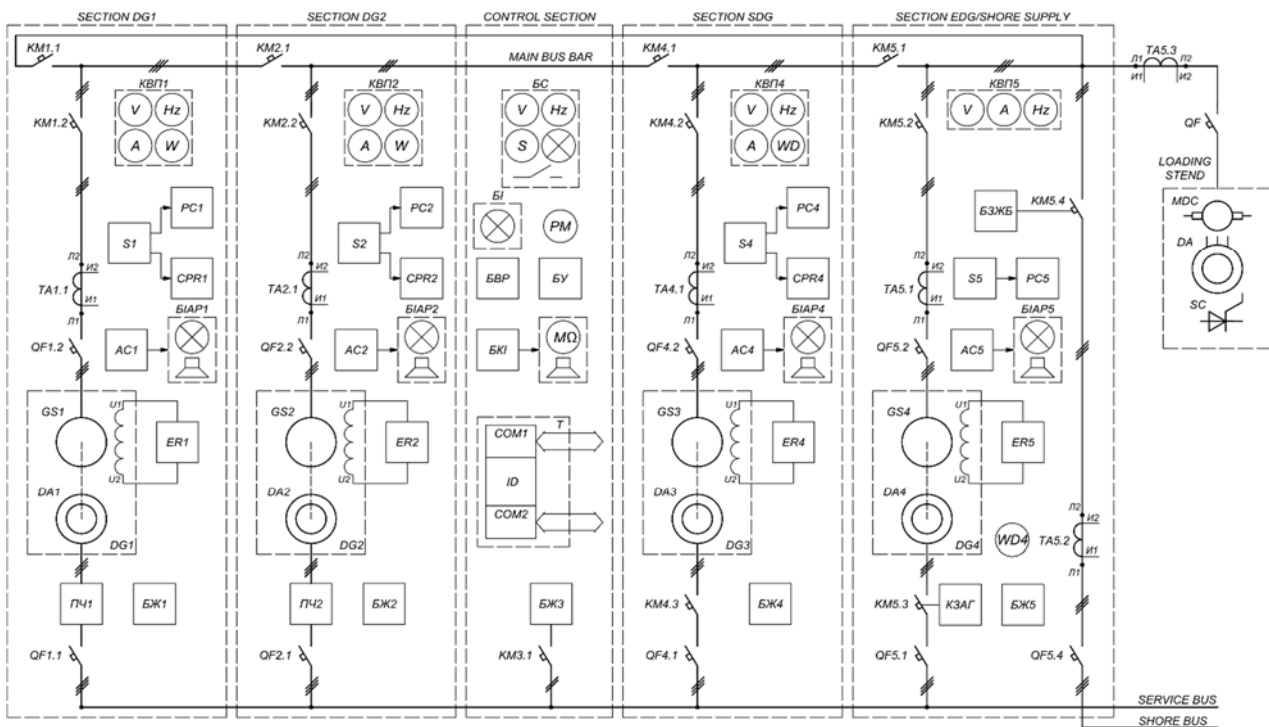 SECTION DG1 SECTION DG2 CONTROL SECTION SECTION SDG SECTION EDG/SHORE SUPPLY
KM1.1 KM2.1 MAIN BUS BAR KM4.1 KM5.1 Л1 TA5.3 Л2
И1 И2
КВП1 КВП2 БС КВП4 КВП5
V Hz V Hz V Hz V Hz V A Hz
KM1.2 KM2.2 KM4.2 KM5.2 QF
A W A W S A WD
LOADING
STEND
БІ БЗЖБ KM5.4 MDC
PC1 PC2 PM PC4
S1 S2 S4 DA
Л2 И2 Л2 И2 Л2 И2 Л2 И2
TA1.1 CPR1 TA2.1 CPR2 БВР БУ TA4.1 CPR4 TA5.1 S5 PC5
И1 И1 И1 И1
Л1 Л1 Л1 Л1 SC
БІАР1 БІАР2 БІАР4 БІАР5
QF1.2 AC1 QF2.2 AC2 БКІ MΩ QF4.2 AC4 QF5.2 AC5
U1 U1 U1 U1
GS1 GS2 T GS3 GS4
ER1 ER2 COM1 ER4 ER5
U2 U2 ID U2 U2
DA1 DA2 COM2 DA3 DA4 Л2 И2
WD4 TA5.2
DG1 DG2 DG3 DG4 И1
Л1
ПЧ1 БЖ1 ПЧ2 БЖ2 БЖ3 KM4.3 БЖ4 KM5.3 КЗАГ БЖ5
QF1.1 QF2.1 KM3.1 QF4.1 QF5.1 QF5.4
SERVICE BUS
SHORE BUS